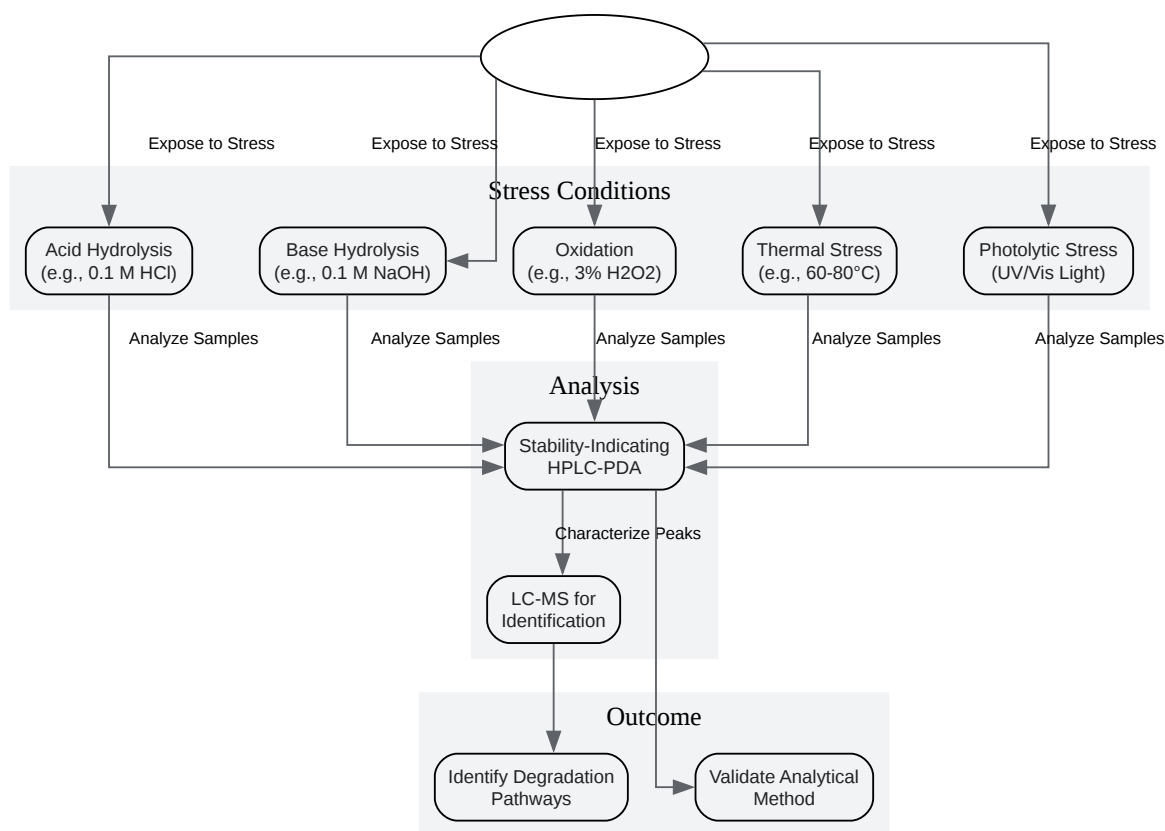 Expose to Stress
Expose to Stress
Expose to Stress
Expose to Stress
Expose to Stress
Stress Conditions
Acid Hydrolysis
(e.g., 0.1 M HCl)
Base Hydrolysis
(e.g., 0.1 M NaOH)
Oxidation
(e.g., 3% H2O2)
Thermal Stress
(e.g., 60-80°C)
Photolytic Stress
(UV/Vis Light)
Analyze Samples
Analyze Samples
Analyze Samples
Analyze Samples
Analyze Samples
Analysis
Stability-Indicating
HPLC-PDA
Characterize Peaks
LC-MS for
Identification
Outcome
Identify Degradation
Pathways
Validate Analytical
Method